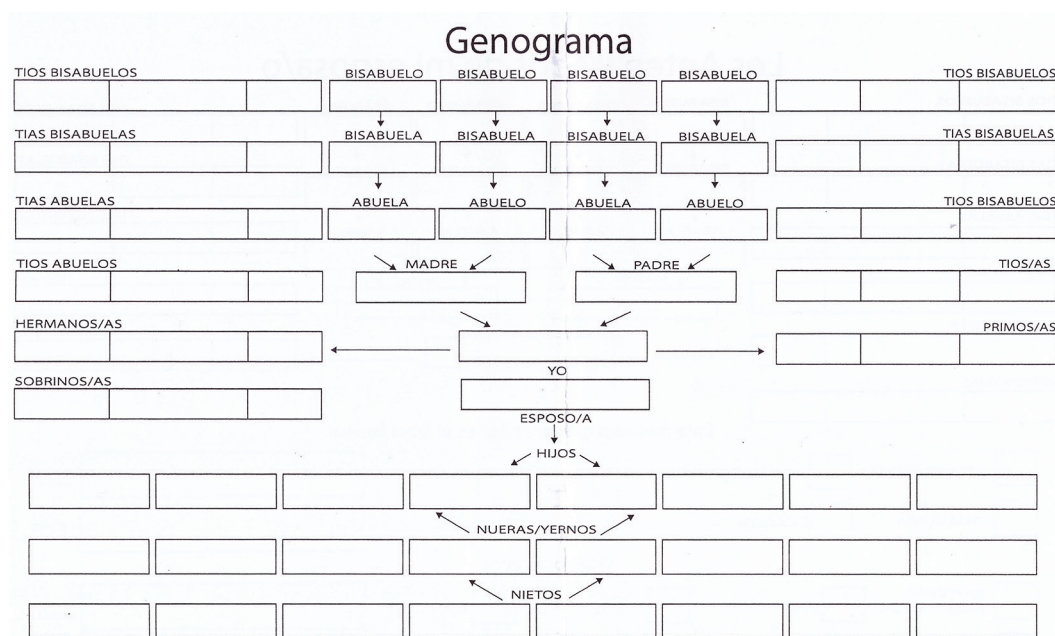 Genograma
TIOS BISABUELOS BISABUELO BISABUELO BISABUELO BISABUELO TIOS BISABUELOS
TIAS BISABUELAS BISABUELA BISABUELA BISABUELA BISABUELA TIAS BISABUELAS
TIAS ABUELAS ABUELA ABUELO ABUELA ABUELO TIOS BISABUELOS
TIOS ABUELOS MADRE PADRE TIOS/AS
HERMANOS/AS PRIMOS/AS
YO
SOBRINOS/AS
ESPOSO/A
HIJOS
NUERAS/YERNOS
NIETOS